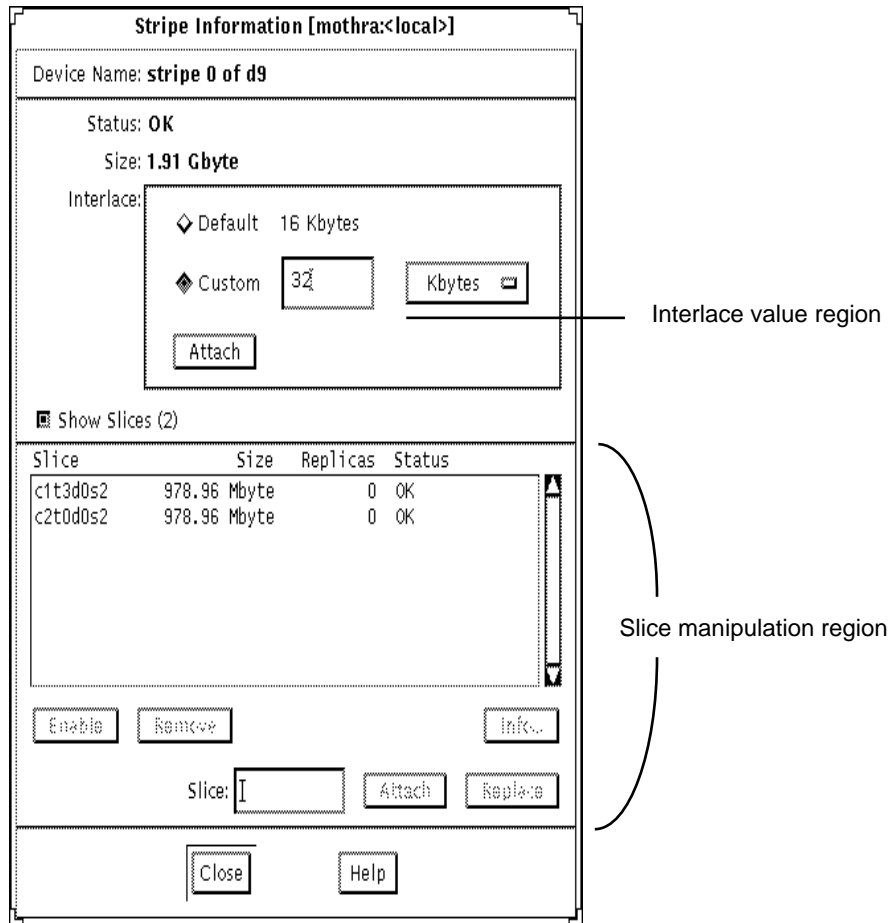 Stripe Information [mothra:<local>]
Device Name: stripe 0 of d9
Status: OK
Size: 1.91 Gbyte
Interlace:
Default 16 Kbytes
Custom 32 Kbytes
Attach
Interlace value region
Show Slices (2)
Slice Size Replicas Status
c1t3d0s2 978.96 Mbyte 0 OK
c2t0d0s2 978.96 Mbyte 0 OK
Slice manipulation region
Enable Remove Info...
Slice: Attach Replace
Close Help